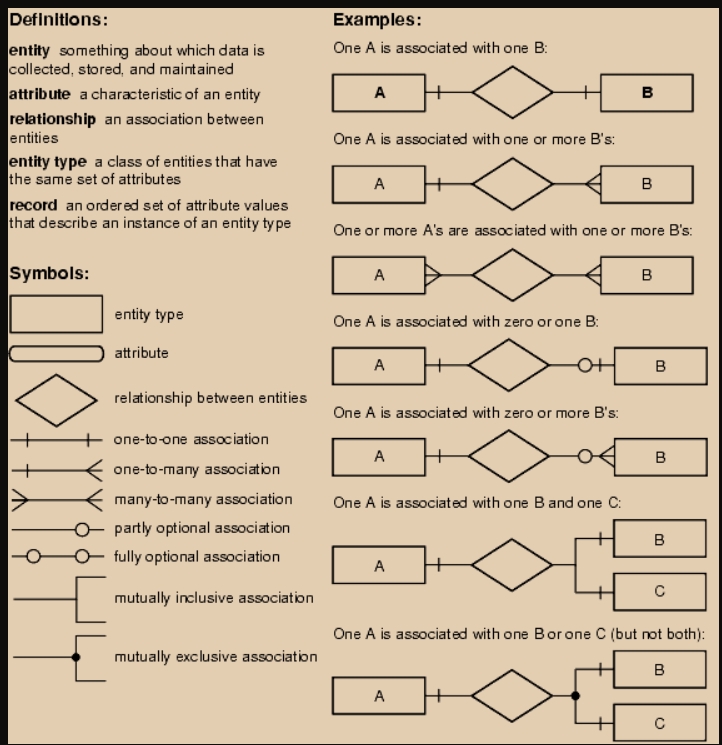 Definitions:
entity something about which data is
collected, stored, and maintained
attribute a characteristic of an entity
relationship an association between
entities
entity type a class of entities that have
the same set of attributes
record an ordered set of attribute values
that describe an instance of an entity type
Symbols:
entity type
attribute
relationship between entities
one-to-one association
one-to-many association
many-to-many association
partly optional association
fully optional association
mutually inclusive association
mutually exclusive association
Examples:
One A is associated with one B:
A
B
One A is associated with one or more B's:
A
B
One or more A's are associated with one or more B's:
A
B
One A is associated with zero or one B:
A
B
One A is associated with zero or more B's:
A
B
One A is associated with one B and one C:
A
B
C
One A is associated with one B or one C (but not both):
A
B
C